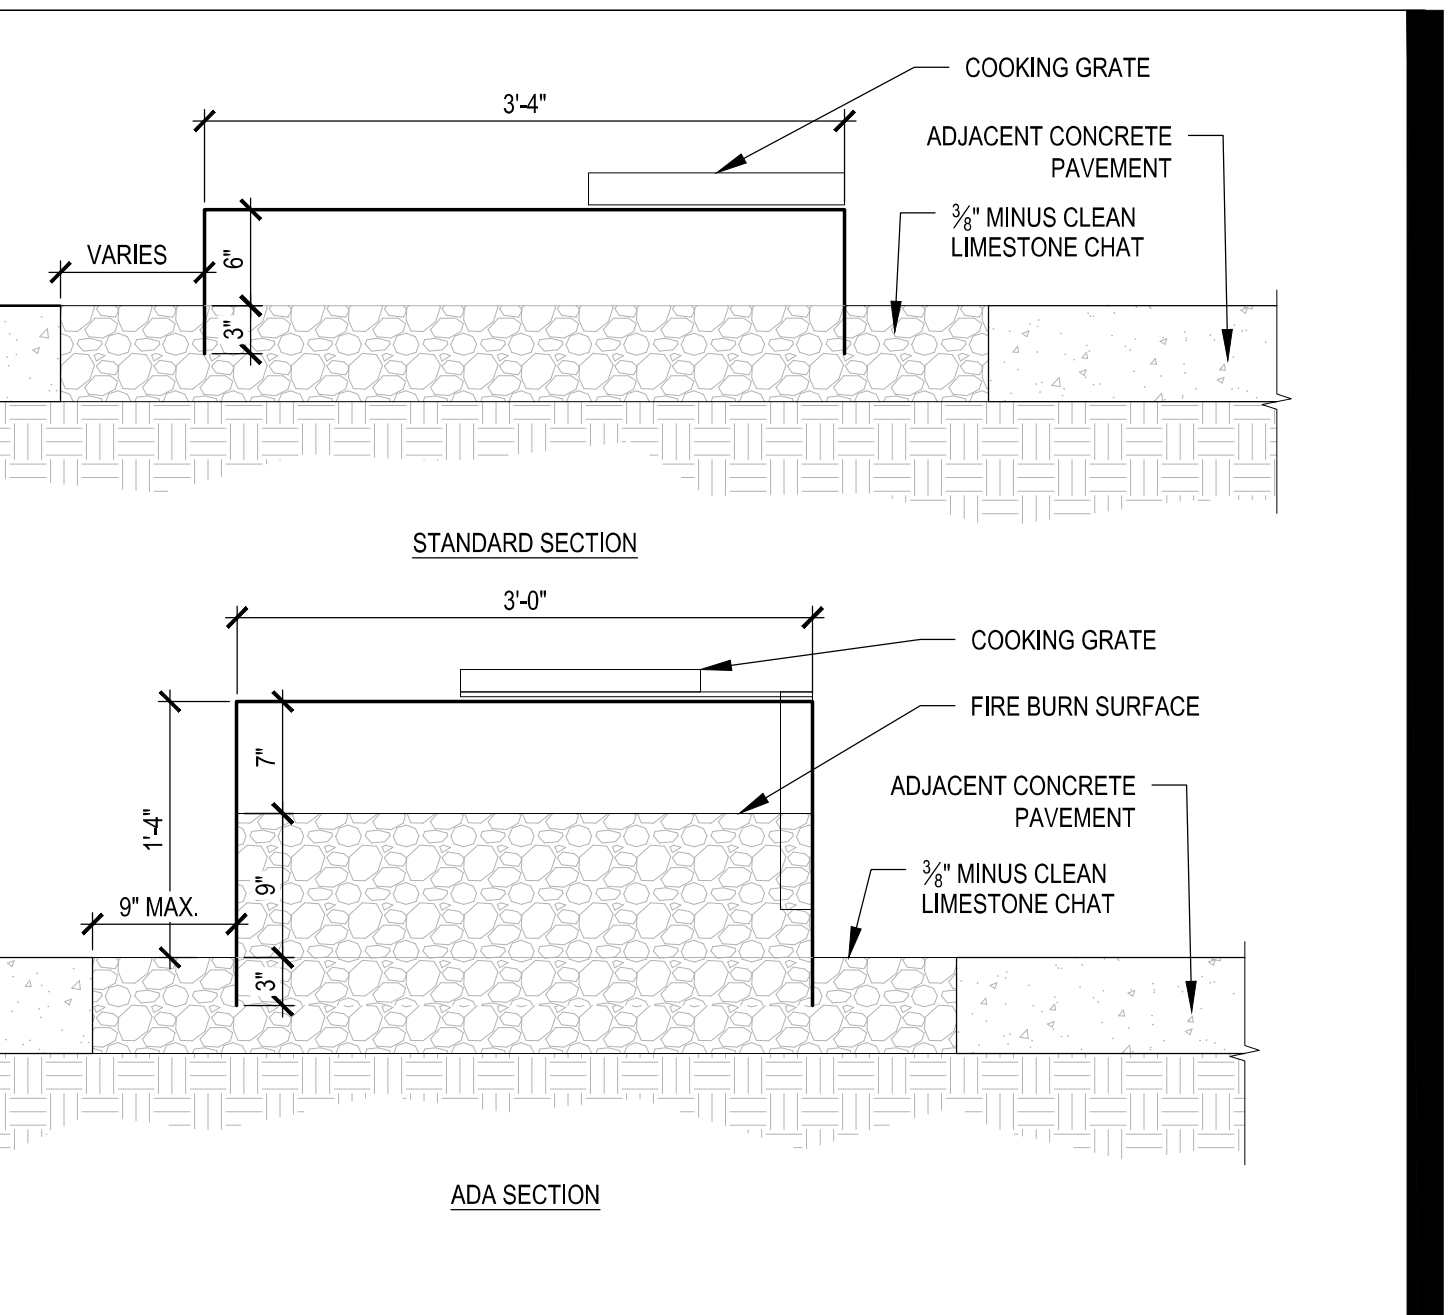 COOKING GRATE
3'-4"
ADJACENT CONCRETE
PAVEMENT
⅜" MINUS CLEAN
LIMESTONE CHAT
VARIES
6"
3"
STANDARD SECTION
3'-0"
COOKING GRATE
FIRE BURN SURFACE
7"
ADJACENT CONCRETE
PAVEMENT
1'-4"
⅜" MINUS CLEAN
LIMESTONE CHAT
9"
9" MAX.
3"
ADA SECTION